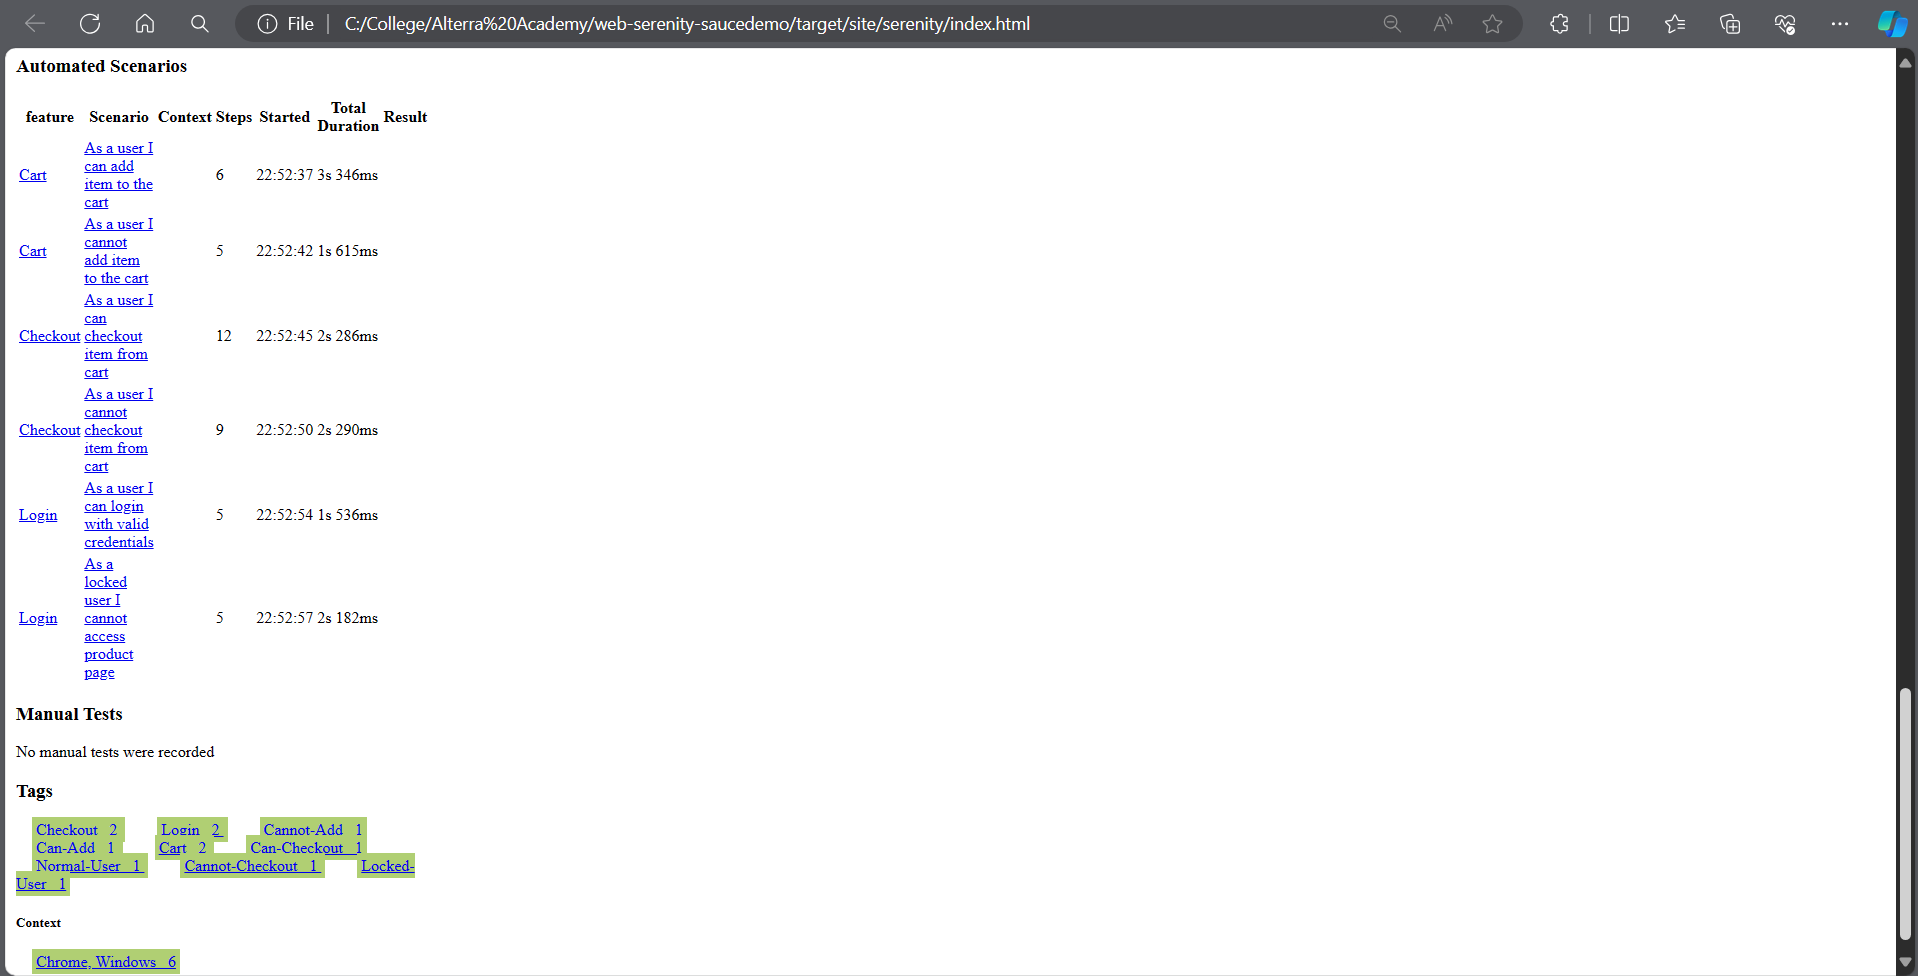 File C:/College/Alterra%20Academy/web-serenity-saucedemo/target/site/serenity/index.html
Automated Scenarios
feature Scenario Context Steps Started Total Duration Result
Cart As a user I can add item to the cart 6 22:52:37 3s 346ms
Cart As a user I cannot add item to the cart 5 22:52:42 1s 615ms
Checkout As a user I can checkout item from cart 12 22:52:45 2s 286ms
Checkout As a user I cannot checkout item from cart 9 22:52:50 2s 290ms
Login As a user I can login with valid credentials 5 22:52:54 1s 536ms
Login As a locked user I cannot access product page 5 22:52:57 2s 182ms
Manual Tests
No manual tests were recorded
Tags
Checkout 2 Login 2 Cannot-Add 1
Can-Add 1 Cart 2 Can-Checkout 1
Normal-User 1 Cannot-Checkout 1 Locked-
User 1
Context
Chrome, Windows 6